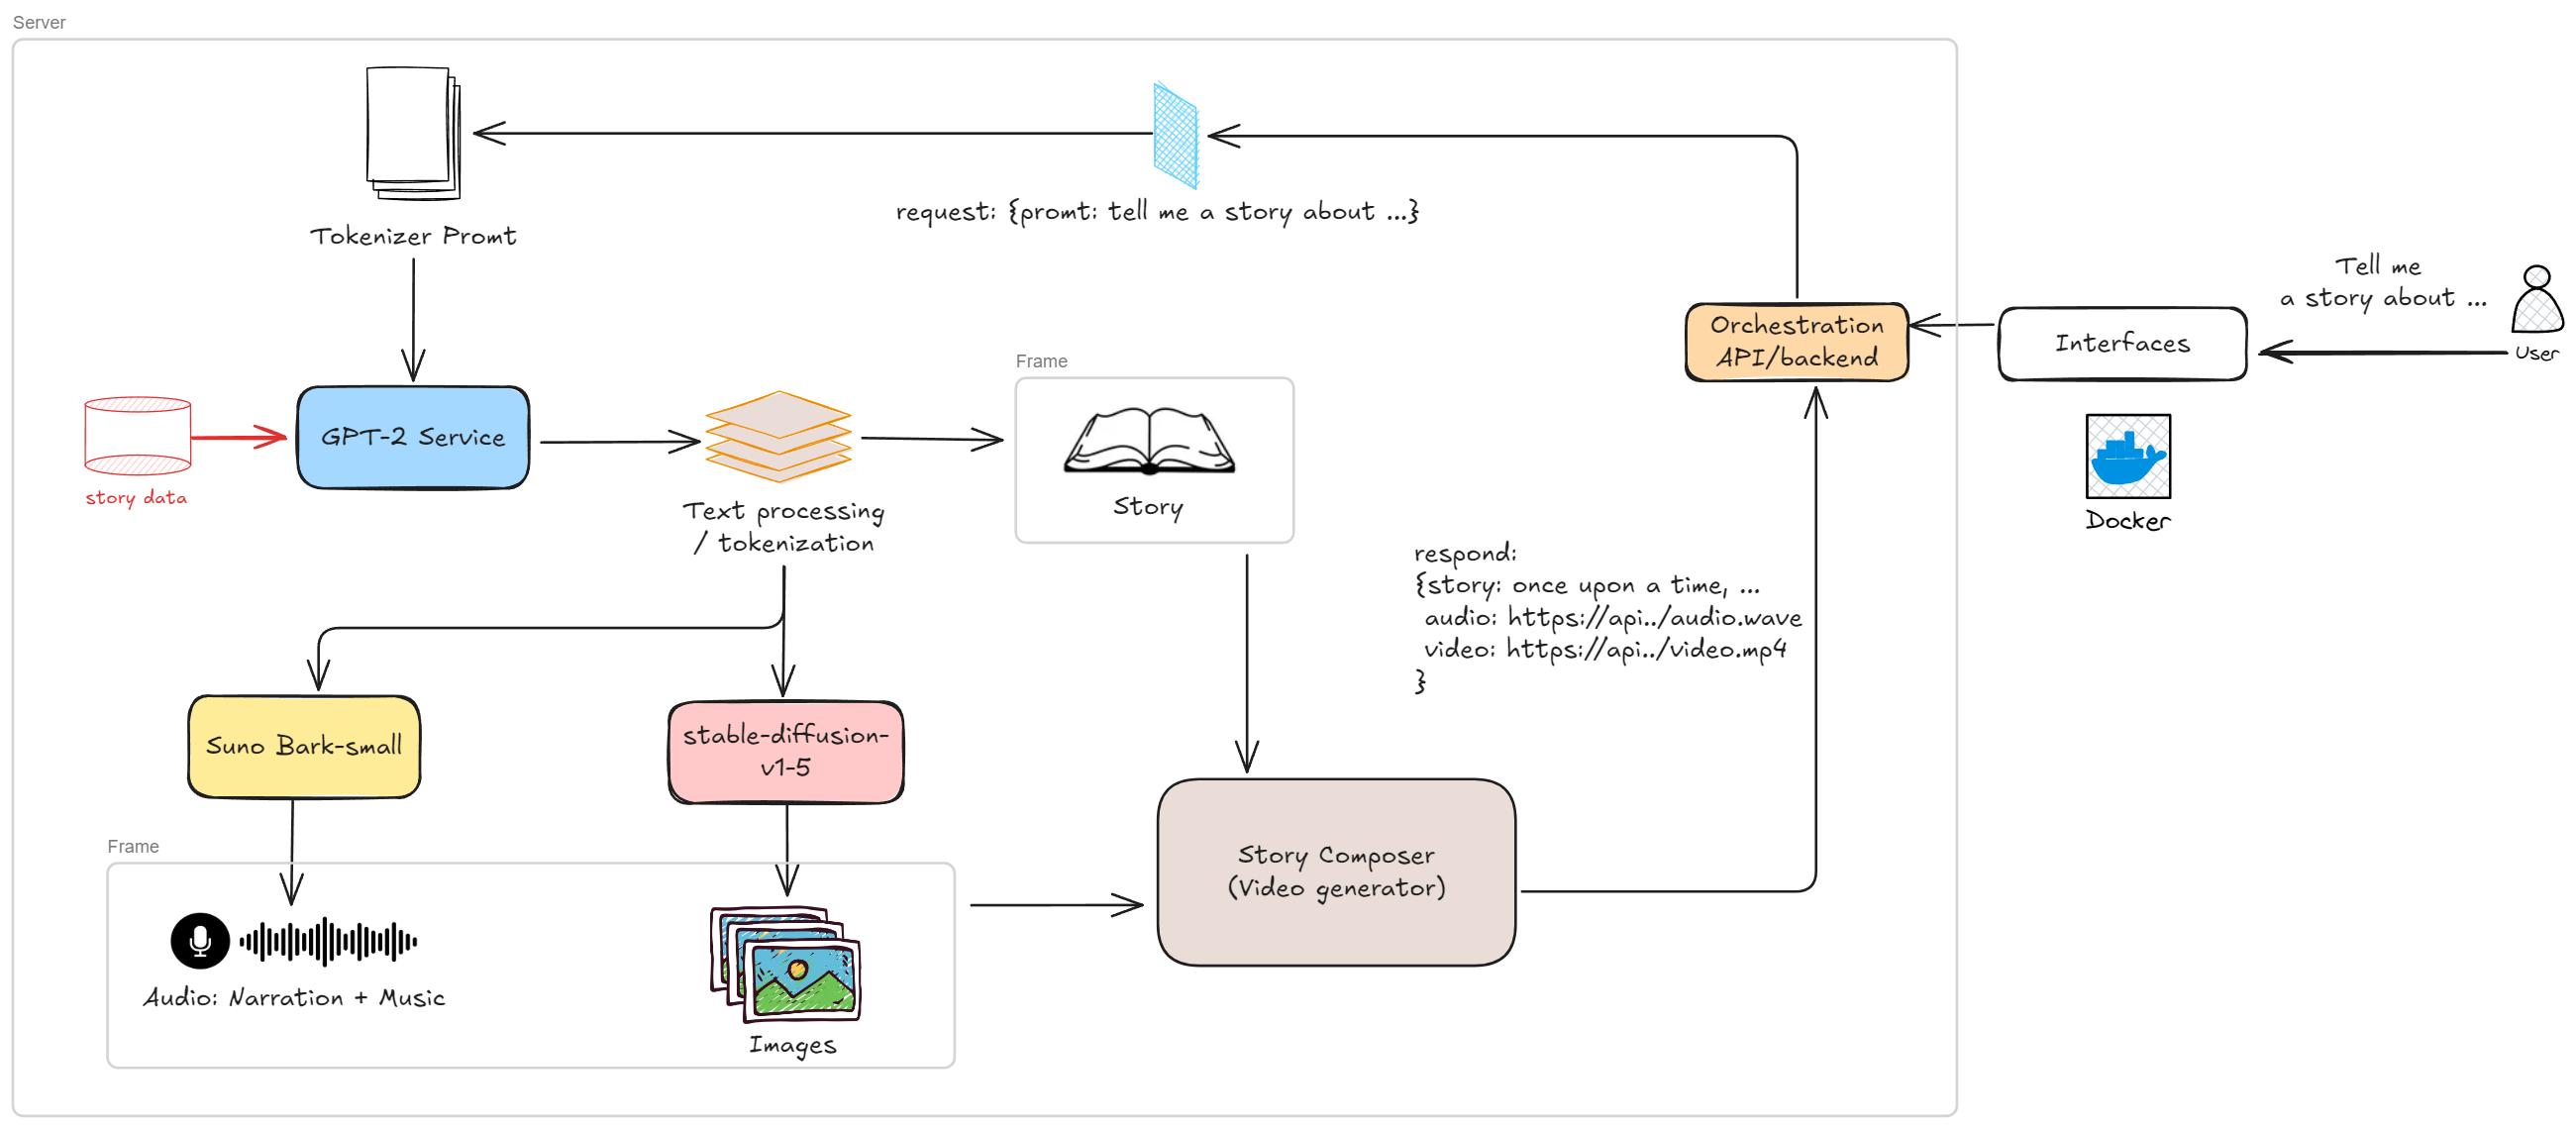 Server
request: {promt: tell me a story about ...}
Tokenizer Promt
Tell me
a story about ...
User
Interfaces
Orchestration
API/backend
Docker
story data
GPT-2 Service
Text processing
/ tokenization
Frame
Story
respond:
{story: once upon a time, ...
audio: https://api../audio.wave
video: https://api../video.mp4
}
Suno Bark-small
stable-diffusion-
v1-5
Frame
Audio: Narration + Music
Images
Story Composer
(Video generator)